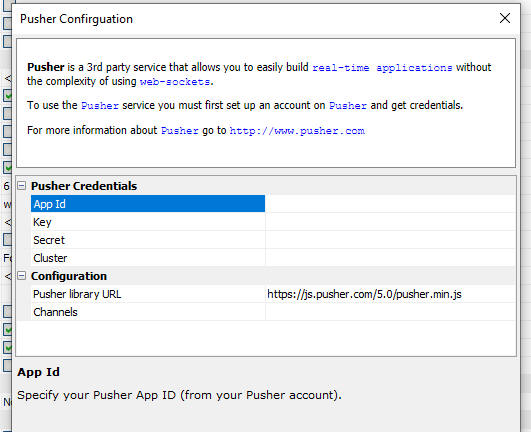 Pusher Confirguation
Pusher is a 3rd party service that allows you to easily build real-time applications without
the complexity of using web-sockets.
To use the Pusher service you must first set up an account on Pusher and get credentials.
For more information about Pusher go to http://www.pusher.com
Pusher Credentials
App Id
Key
Secret
Cluster
Configuration
Pusher library URL https://js.pusher.com/5.0/pusher.min.js
Channels
App Id
Specify your Pusher App ID (from your Pusher account).